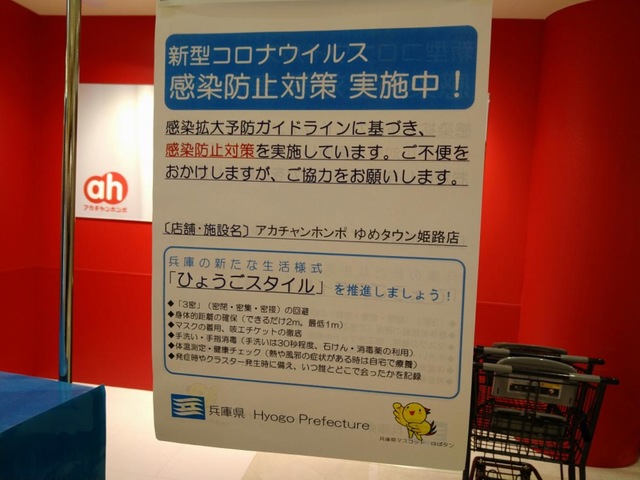 新型コロナウイルス
感染防止対策 実施中！
感染拡大予防ガイドラインに基づき、
感染防止対策を実施しています。ご不便を
おかけしますが、ご協力をお願いします。
〔店舗・施設名〕アカチャンホンポ ゆめタウン姫路店
兵庫の新たな生活様式
「ひょうごスタイル」を推進しましょう！
◆「3密」（密閉・密集・密接）の回避
◆身体的距離の確保（できるだけ2m。最低1m）
◆マスクの着用、咳エチケットの徹底
◆手洗い・手指消毒（手洗いは30秒程度、石けん・消毒薬の利用）
◆体温測定・健康チェック（熱や風邪の症状がある時は自宅で療養）
◆発症時やクラスター発生時に備え、いつ誰とどこで会ったかを記録
兵庫県 Hyogo Prefecture
兵庫県マスコット はばタン
ah
アカチャンホンポ